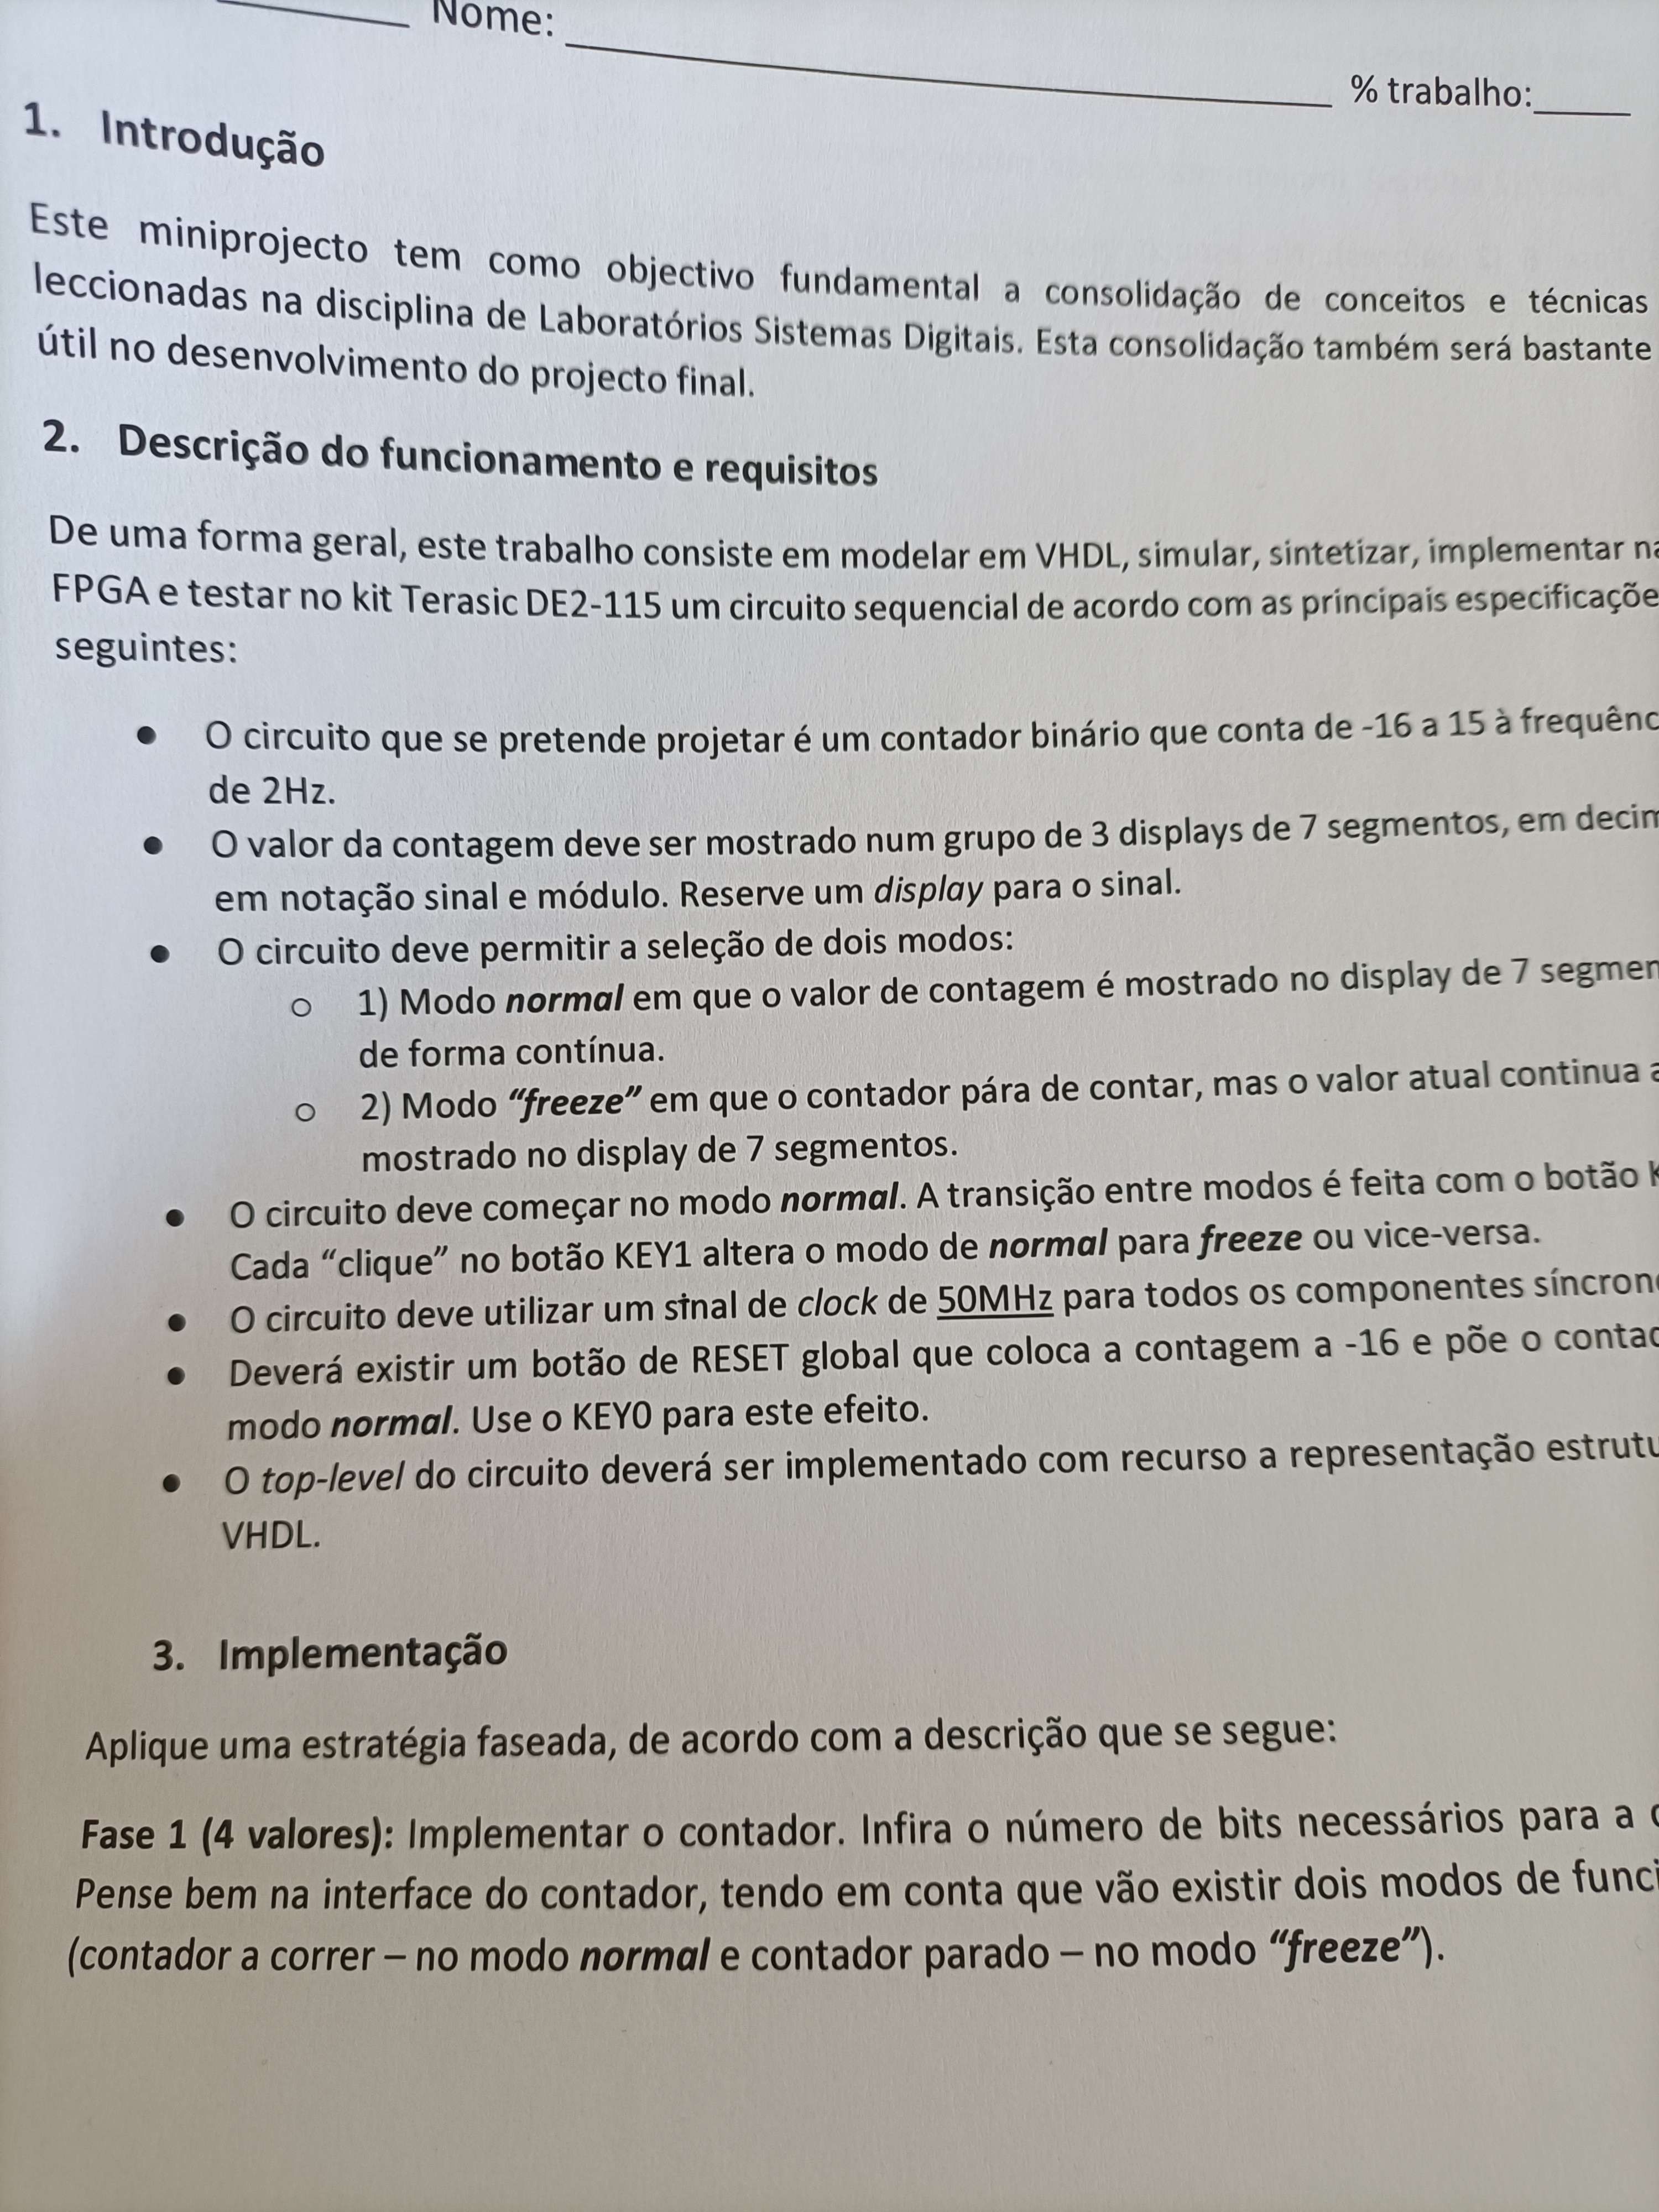 Nome:
% trabalho:
1. Introdução
Este miniprojecto tem como objectivo fundamental a consolidação de conceitos e técnicas
leccionadas na disciplina de Laboratórios Sistemas Digitais. Esta consolidação também será bastante
útil no desenvolvimento do projecto final.
2. Descrição do funcionamento e requisitos
De uma forma geral, este trabalho consiste em modelar em VHDL, simular, sintetizar, implementar
FPGA e testar no kit Terasic DE2-115 um circuito sequencial de acordo com as principais
seguintes:
● O circuito que se pretende projetar é um contador binário que conta de -16 a 15 à
de 2Hz.
● O valor da contagem deve ser mostrado num grupo de 3 displays de 7 segmentos, em
em notação sinal e módulo. Reserve um display para o sinal.
● O circuito deve permitir a seleção de dois modos:
○ 1) Modo normal em que o valor de contagem é mostrado no display de 7
de forma contínua.
○ 2) Modo “freeze” em que o contador pára de contar, mas o valor atual continua a
mostrado no display de 7 segmentos.
● O circuito deve começar no modo normal. A transição entre modos é feita com o botão
Cada “clique” no botão KEY1 altera o modo de normal para freeze ou vice-versa.
● O circuito deve utilizar um sinal de clock de 50MHz para todos os componentes
● Deverá existir um botão de RESET global que coloca a contagem a -16 e põe o
modo normal. Use o KEY0 para este efeito.
● O top-level do circuito deverá ser implementado com recurso a representação
VHDL.
3. Implementação
Aplique uma estratégia faseada, de acordo com a descrição que se segue:
Fase 1 (4 valores): Implementar o contador. Infira o número de bits necessários para a
Pense bem na interface do contador, tendo em conta que vão existir dois modos de
(contador a correr – no modo normal e contador parado – no modo “freeze”).